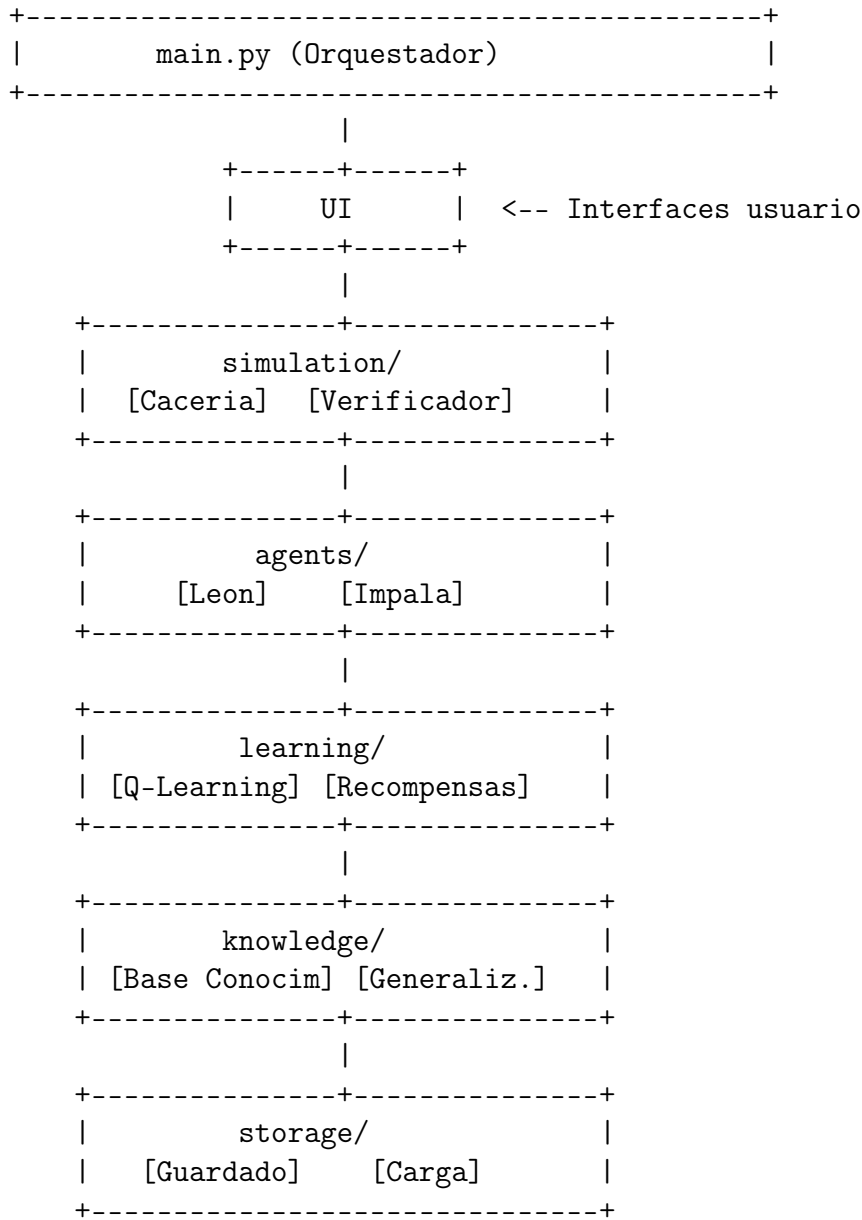 +---------------------------------------------+
|        main.py (Orquestador)                |
+---------------------------------------------+
                    |
             +------+------+
             |     UI      |  <-- Interfaces usuario
             +------+------+
                    |
    +---------------+---------------+
    |        simulation/            |
    |  [Caceria]  [Verificador]     |
    +---------------+---------------+
                    |
    +---------------+---------------+
    |          agents/              |
    |     [Leon]    [Impala]        |
    +---------------+---------------+
                    |
    +---------------+---------------+
    |         learning/             |
    | [Q-Learning] [Recompensas]    |
    +---------------+---------------+
                    |
    +---------------+---------------+
    |        knowledge/             |
    | [Base Conocim] [Generaliz.]   |
    +---------------+---------------+
                    |
    +---------------+---------------+
    |         storage/              |
    |   [Guardado]    [Carga]       |
    +-------------------------------+